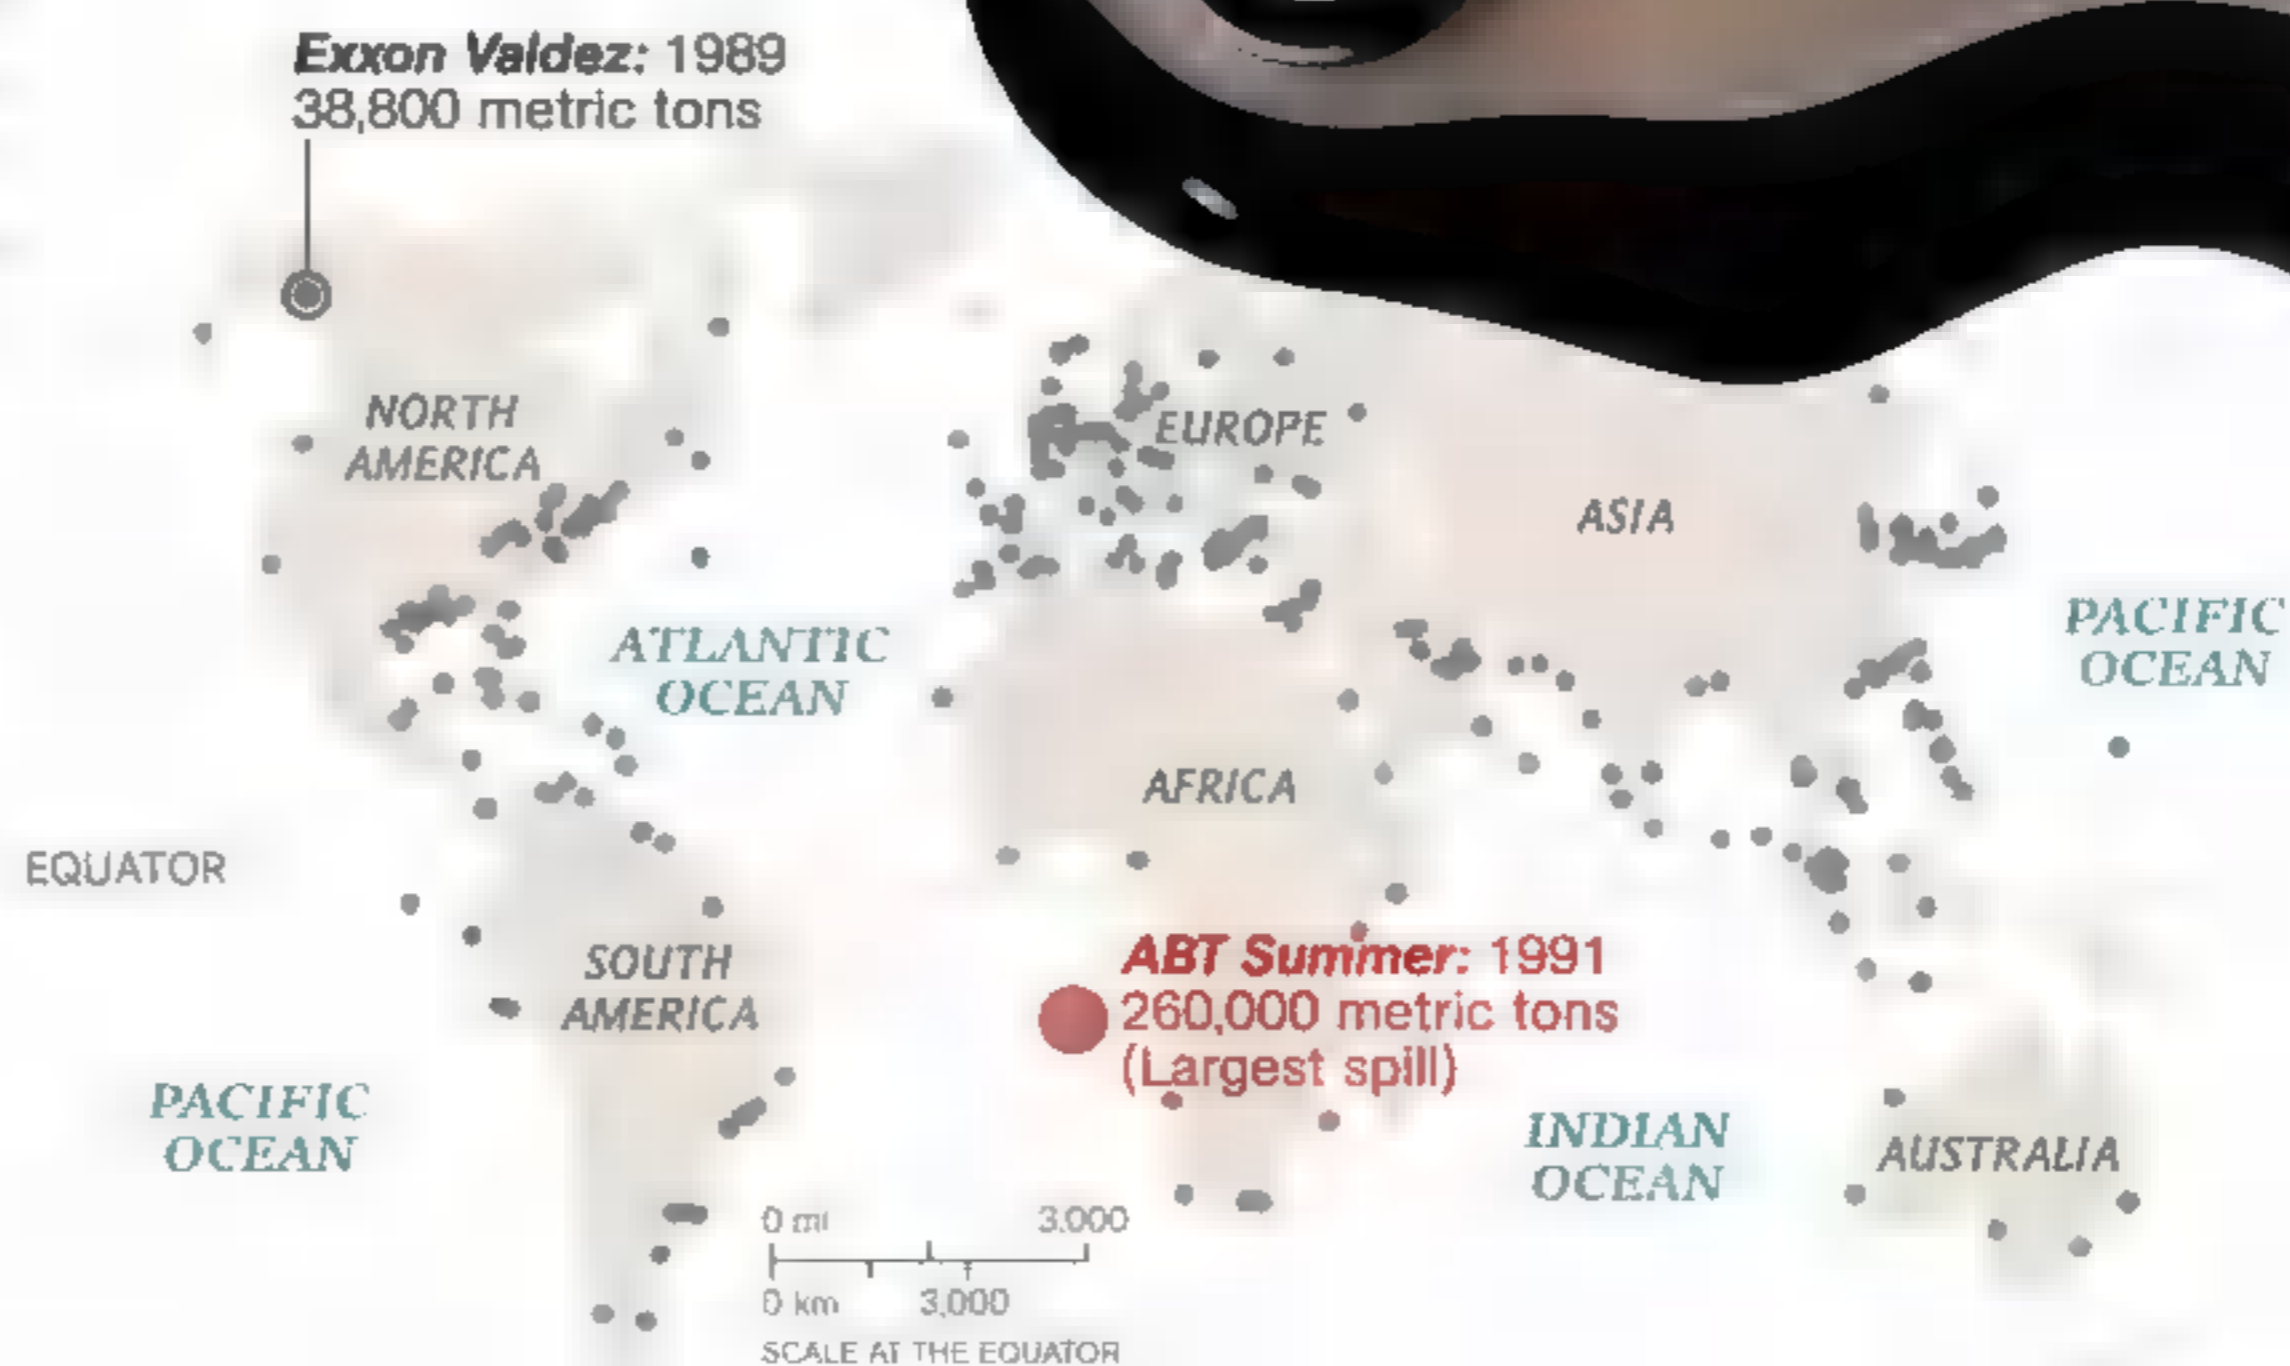 Exxon Valdez: 1989
38,800 metric tons
NORTH
AMERICA
EUROPE
ASIA
ATLANTIC
OCEAN
PACIFIC
OCEAN
AFRICA
EQUATOR
SOUTH
AMERICA
ABT Summer: 1991
260,000 metric tons
(Largest spill)
PACIFIC
OCEAN
INDIAN
OCEAN
AUSTRALIA
0 mi 3,000
0 km 3,000
SCALE AT THE EQUATOR